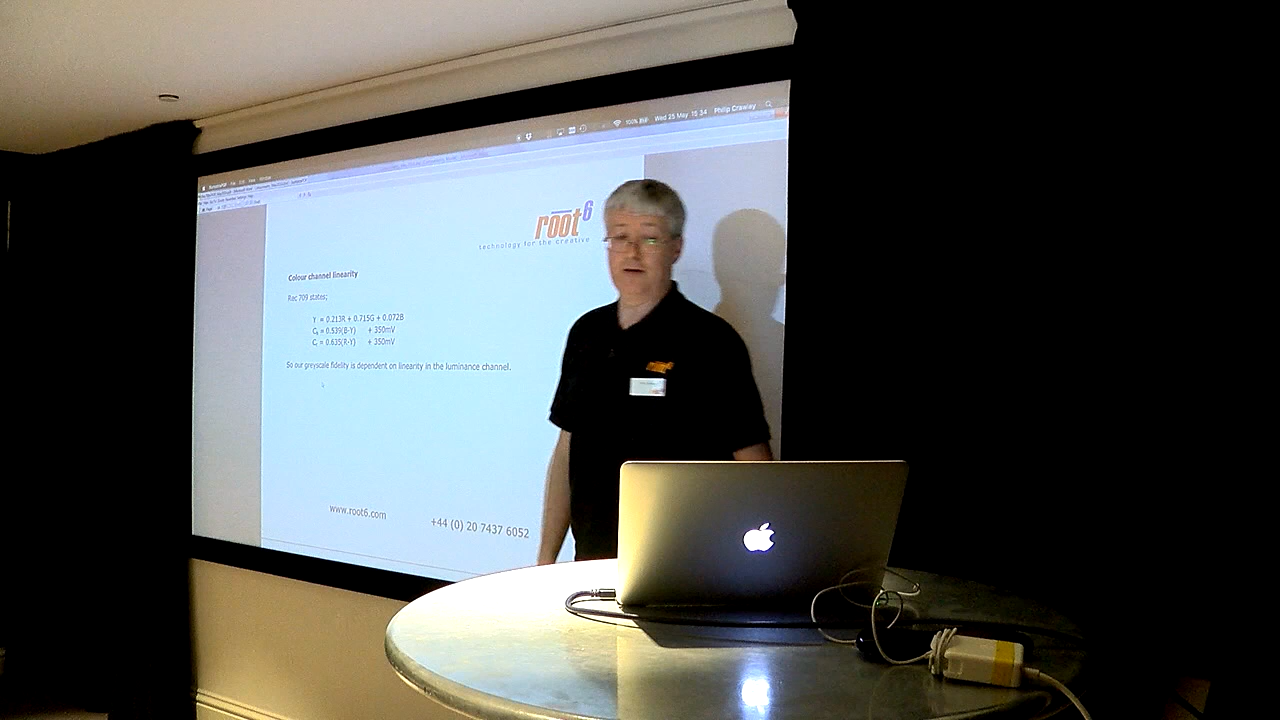 100% Wed 25 May 15:34 Philip Crawley
root6
technology for the creative
Colour channel linearity
Rec 709 states;
Y = 0.213R + 0.715G + 0.072B
Cb = 0.539(B-Y) + 350mV
Cr = 0.635(R-Y) + 350mV
So our greyscale fidelity is dependent on linearity in the luminance channel.
www.root6.com
+44 (0) 20 7437 6052